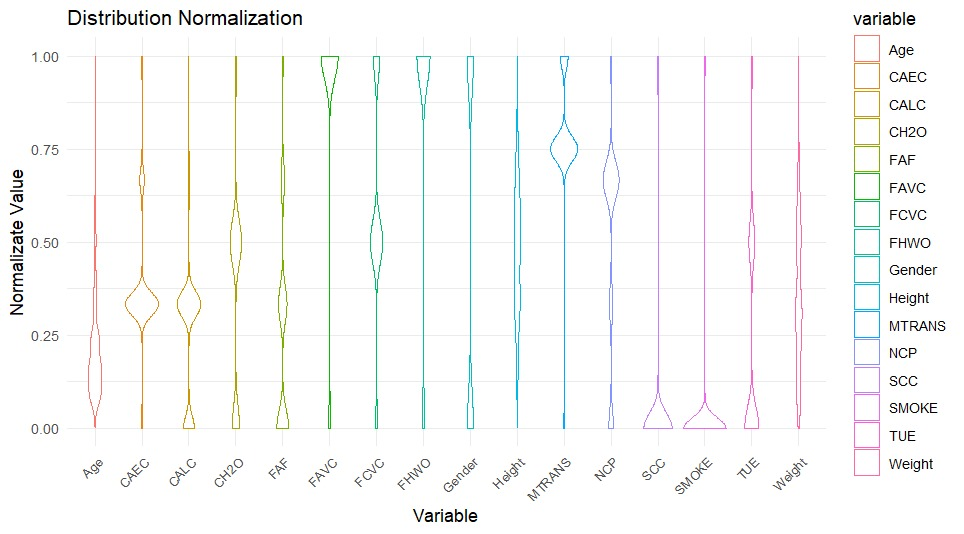 Distribution Normalization
Normalizate Value
1.00
0.75
0.50
0.25
0.00
Age
CAEC
CALC
CH2O
FAF
FAVC
FCVC
FHWO
Gender
Height
MTRANS
NCP
SCC
SMOKE
TUE
Weight
Variable
variable
Age
CAEC
CALC
CH2O
FAF
FAVC
FCVC
FHWO
Gender
Height
MTRANS
NCP
SCC
SMOKE
TUE
Weight